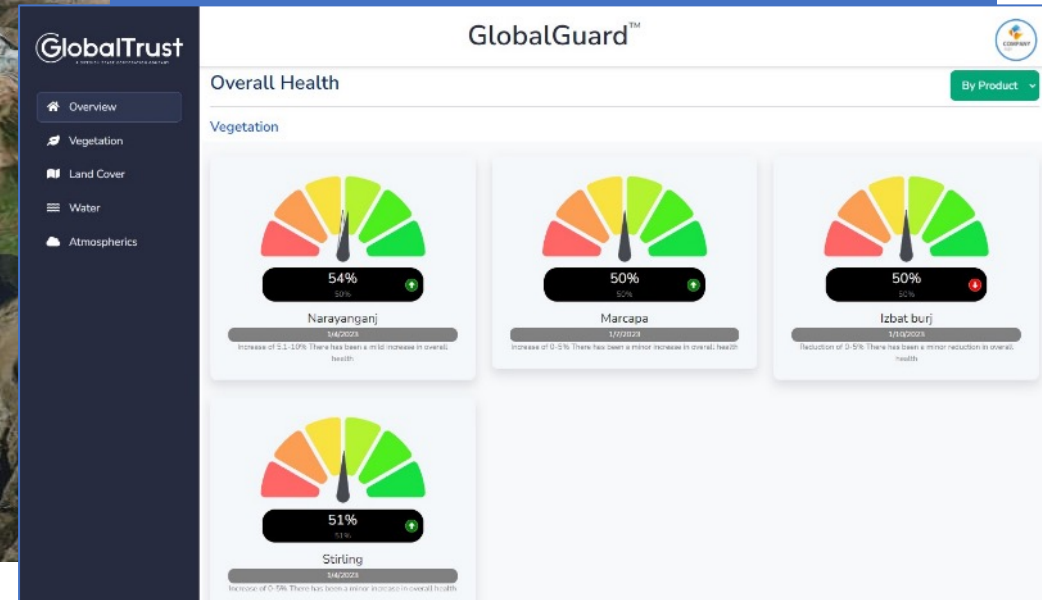 GlobalTrust
GlobalGuard™
COMPANY
Overall Health
By Product
Overview
Vegetation
Land Cover
Water
Atmospherics
Vegetation
54%
50%
Narayanganj
1/4/2023
Increase of 5.1-10% There has been a mild increase in overall
health
50%
50%
Marcapa
1/7/2023
Increase of 0-5% There has been a minor increase in overall health
50%
50%
Izbat burj
1/10/2023
Reduction of 0-5% There has been a minor reduction in overall
health
51%
51%
Stirling
1/4/2023
Increase of 0-5% There has been a minor increase in overall health